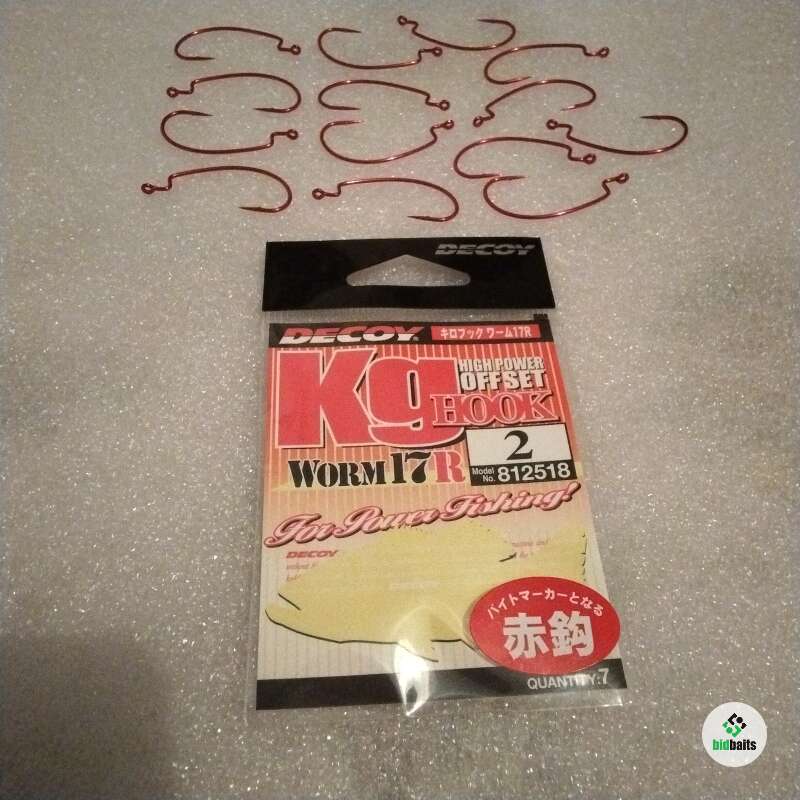 DECOY
DECOY® キロフック ワーム17R
Kg HIGH POWER
OFFSET
HOOK
2
WORM17R Model No. 812518
For Power Fishing!
DECOY
バイトマーカーとなる
赤鈎
QUANTITY:7
bidbaits